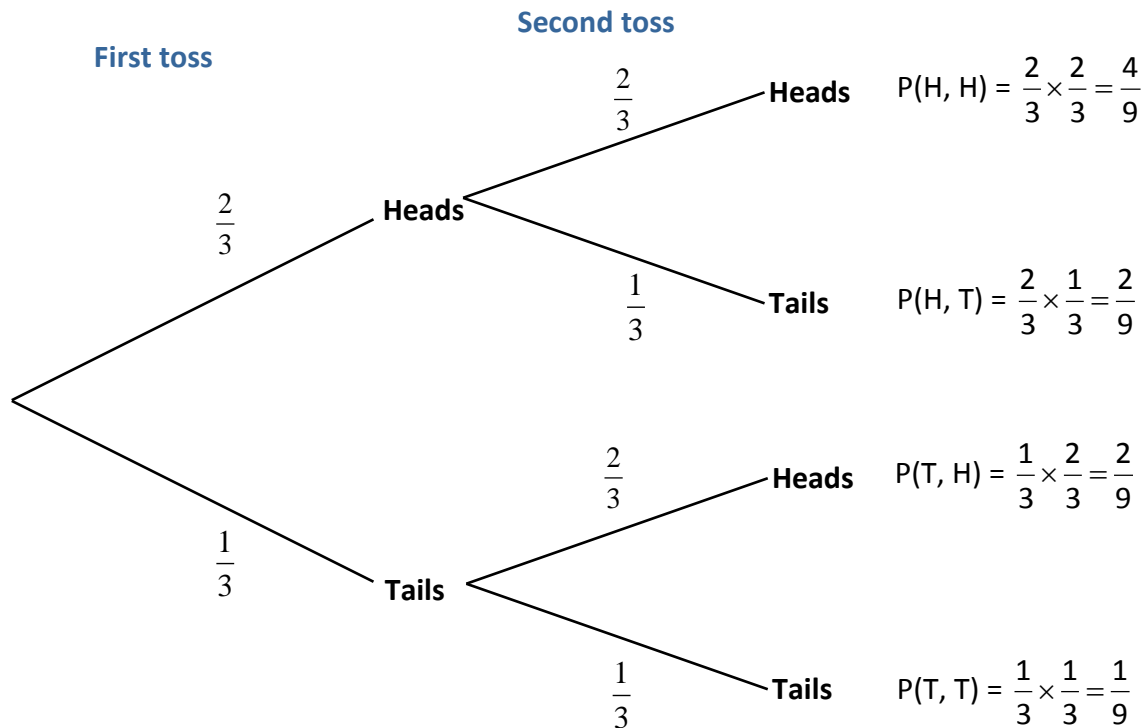 Second toss
First toss
2/3
Heads P(H, H) = 2/3 × 2/3 = 4/9
2/3
Heads
1/3
Tails P(H, T) = 2/3 × 1/3 = 2/9
2/3
Heads P(T, H) = 1/3 × 2/3 = 2/9
1/3
Tails
1/3
Tails P(T, T) = 1/3 × 1/3 = 1/9